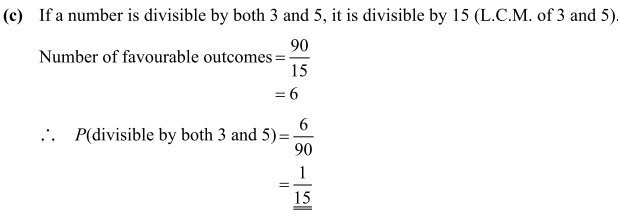 (c) If a number is divisible by both 3 and 5, it is divisible by 15 (L.C.M. of 3 and 5).
Number of favourable outcomes = 90/15
= 6
∴ P(divisible by both 3 and 5) = 6/90
= 1/15